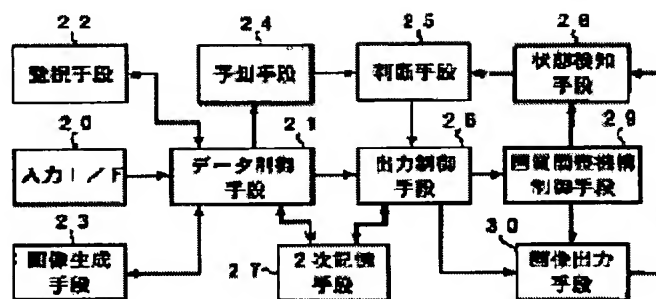 22
24
25
28
監視手段
予測手段
判断手段
状態検知
手段
20
21
26
29
入力I/F
データ制御
手段
出力制御
手段
画質調整機構
制御手段
23
30
画像生成
手段
27
2次記憶
手段
画像出力
手段